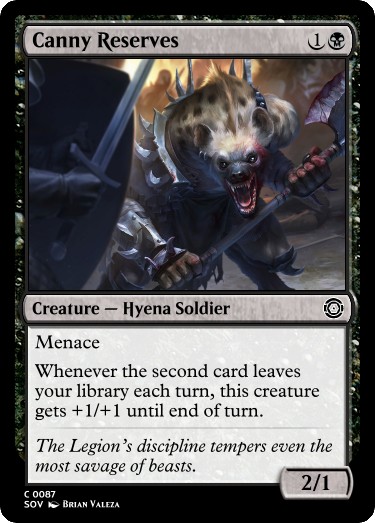 Canny Reserves 1
Creature — Hyena Soldier
Menace
Whenever the second card leaves
your library each turn, this creature
gets +1/+1 until end of turn.
The Legion's discipline tempers even the
most savage of beasts.
2/1
C 0087
SOV Brian Valeza